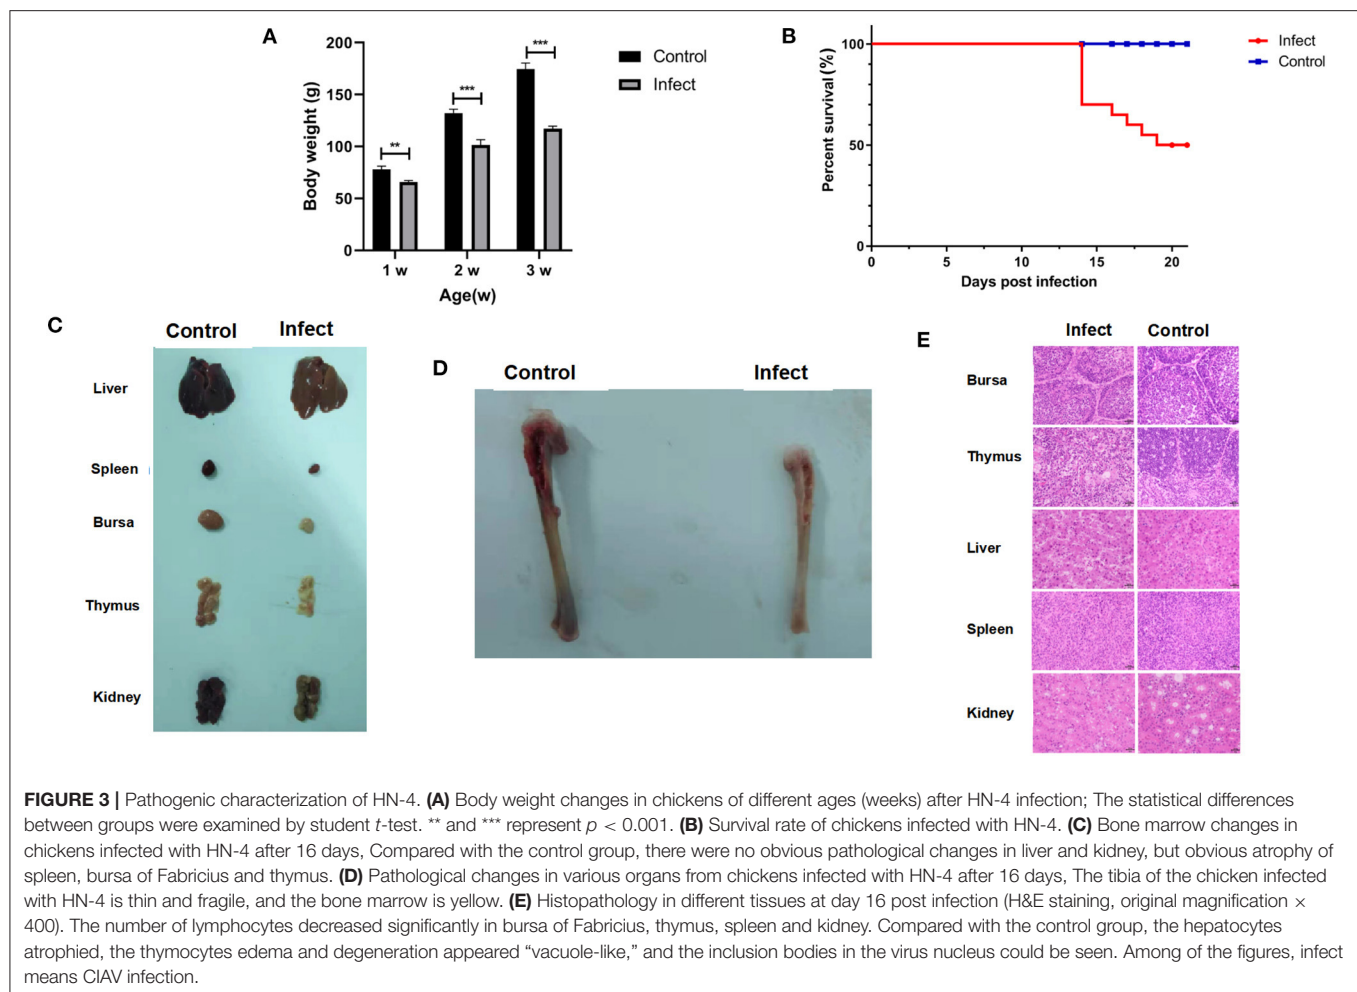 A
Body weight (g)
200
150
100
50
0
**
***
***
1 w
2 w
3 w
Age(w)
Control
Infect
B
Percent survival (%)
100
50
0
0
5
10
15
20
Days post infection
Infect
Control
C
Control
Infect
Liver
Spleen
Bursa
Thymus
Kidney
D
Control
Infect
E
Infect
Control
Bursa
Thymus
Liver
Spleen
Kidney
FIGURE 3 | Pathogenic characterization of HN-4. (A) Body weight changes in chickens of different ages (weeks) after HN-4 infection; The statistical differences
between groups were examined by student t-test. ** and *** represent p < 0.001. (B) Survival rate of chickens infected with HN-4. (C) Bone marrow changes in
chickens infected with HN-4 after 16 days, Compared with the control group, there were no obvious pathological changes in liver and kidney, but obvious atrophy of
spleen, bursa of Fabricius and thymus. (D) Pathological changes in various organs from chickens infected with HN-4 after 16 days, The tibia of the chicken infected
with HN-4 is thin and fragile, and the bone marrow is yellow. (E) Histopathology in different tissues at day 16 post infection (H&E staining, original magnification ×
400). The number of lymphocytes decreased significantly in bursa of Fabricius, thymus, spleen and kidney. Compared with the control group, the hepatocytes
atrophied, the thymocytes edema and degeneration appeared “vacuole-like,” and the inclusion bodies in the virus nucleus could be seen. Among of the figures, infect
means CIAV infection.